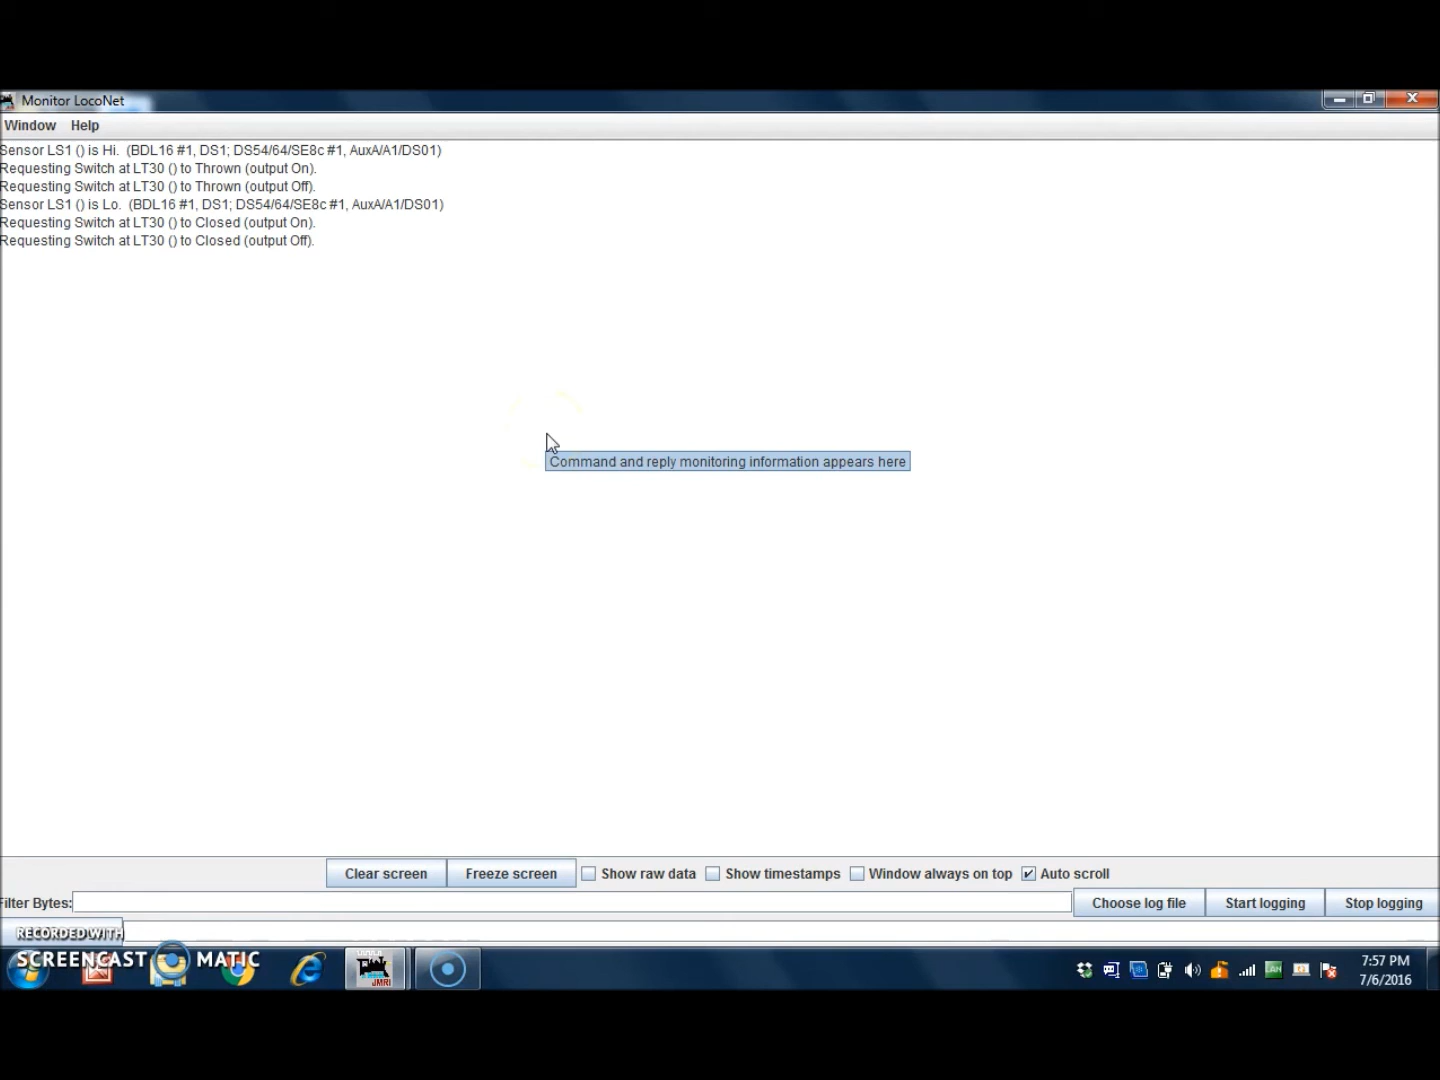 Monitor LocoNet
Window Help
Sensor LS1 () is Hi.  (BDL16 #1, DS1; DS54/64/SE8c #1, AuxA/A1/DS01)
Requesting Switch at LT30 () to Thrown (output On).
Requesting Switch at LT30 () to Thrown (output Off).
Sensor LS1 () is Lo.  (BDL16 #1, DS1; DS54/64/SE8c #1, AuxA/A1/DS01)
Requesting Switch at LT30 () to Closed (output On).
Requesting Switch at LT30 () to Closed (output Off).
Command and reply monitoring information appears here
Clear screen Freeze screen Show raw data Show timestamps Window always on top Auto scroll
ilter Bytes: Choose log file Start logging Stop logging
RECORDED WITH
SCREENCAST MATIC
JMRI
7:57 PM
7/6/2016